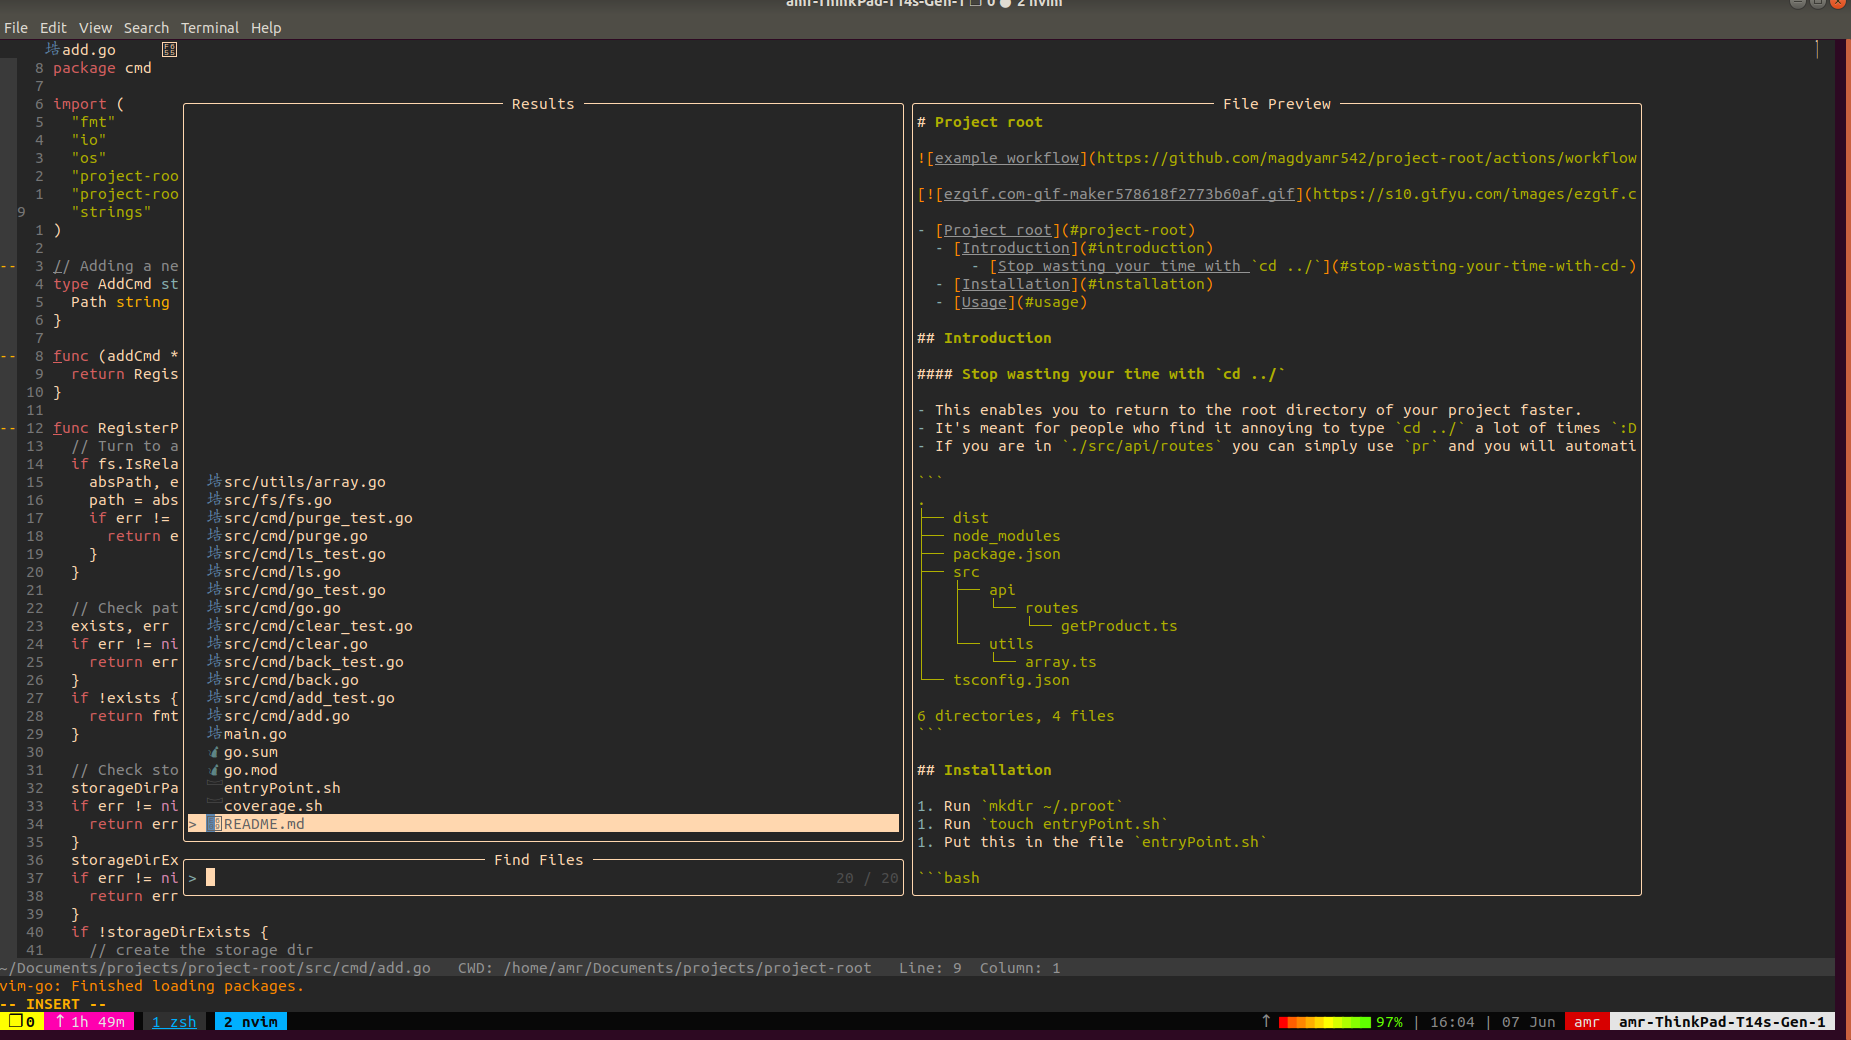 amr-ThinkPad-T14s-Gen-1 ❐ 0 ● 2 nvim
File Edit View Search Terminal Help
add.go
8 package cmd
7
6 import (
5 "fmt"
4 "io"
3 "os"
2 "project-roo
1 "project-roo
9 "strings"
1 )
2
3 // Adding a ne
4 type AddCmd st
5 Path string
6 }
7
8 func (addCmd *
9 return Regis
10 }
11
12 func RegisterP
13 // Turn to a
14 if fs.IsRela
15 absPath, e
16 path = abs
17 if err !=
18 return e
19 }
20 }
21
22 // Check pat
23 exists, err
24 if err != ni
25 return err
26 }
27 if !exists {
28 return fmt
29 }
30
31 // Check sto
32 storageDirPa
33 if err != ni
34 return err
35 }
36 storageDirEx
37 if err != ni
38 return err
39 }
40 if !storageDirExists {
41 // create the storage dir
Results
src/utils/array.go
src/fs/fs.go
src/cmd/purge_test.go
src/cmd/purge.go
src/cmd/ls_test.go
src/cmd/ls.go
src/cmd/go_test.go
src/cmd/go.go
src/cmd/clear_test.go
src/cmd/clear.go
src/cmd/back_test.go
src/cmd/back.go
src/cmd/add_test.go
src/cmd/add.go
main.go
go.sum
go.mod
entryPoint.sh
coverage.sh
> README.md
Find Files
> 20 / 20
File Preview
# Project root
![example workflow](https://github.com/magdyamr542/project-root/actions/workflow
[![ezgif.com-gif-maker578618f2773b60af.gif](https://s10.gifyu.com/images/ezgif.c
- [Project root](#project-root)
- [Introduction](#introduction)
- [Stop wasting your time with `cd ../`](#stop-wasting-your-time-with-cd-)
- [Installation](#installation)
- [Usage](#usage)
## Introduction
#### Stop wasting your time with `cd ../`
- This enables you to return to the root directory of your project faster.
- It's meant for people who find it annoying to type `cd ../` a lot of times `:D
- If you are in `./src/api/routes` you can simply use `pr` and you will automati
```
.
├── dist
├── node_modules
├── package.json
├── src
│   ├── api
│   │   └── routes
│   │       └── getProduct.ts
│   └── utils
│       └── array.ts
└── tsconfig.json
6 directories, 4 files
```
## Installation
1. Run `mkdir ~/.proot`
1. Run `touch entryPoint.sh`
1. Put this in the file `entryPoint.sh`
```bash
~/Documents/projects/project-root/src/cmd/add.go CWD: /home/amr/Documents/projects/project-root Line: 9 Column: 1
vim-go: Finished loading packages.
-- INSERT --
❐ 0 ↑ 1h 49m 1 zsh 2 nvim ↑ 97% | 16:04 | 07 Jun amr amr-ThinkPad-T14s-Gen-1